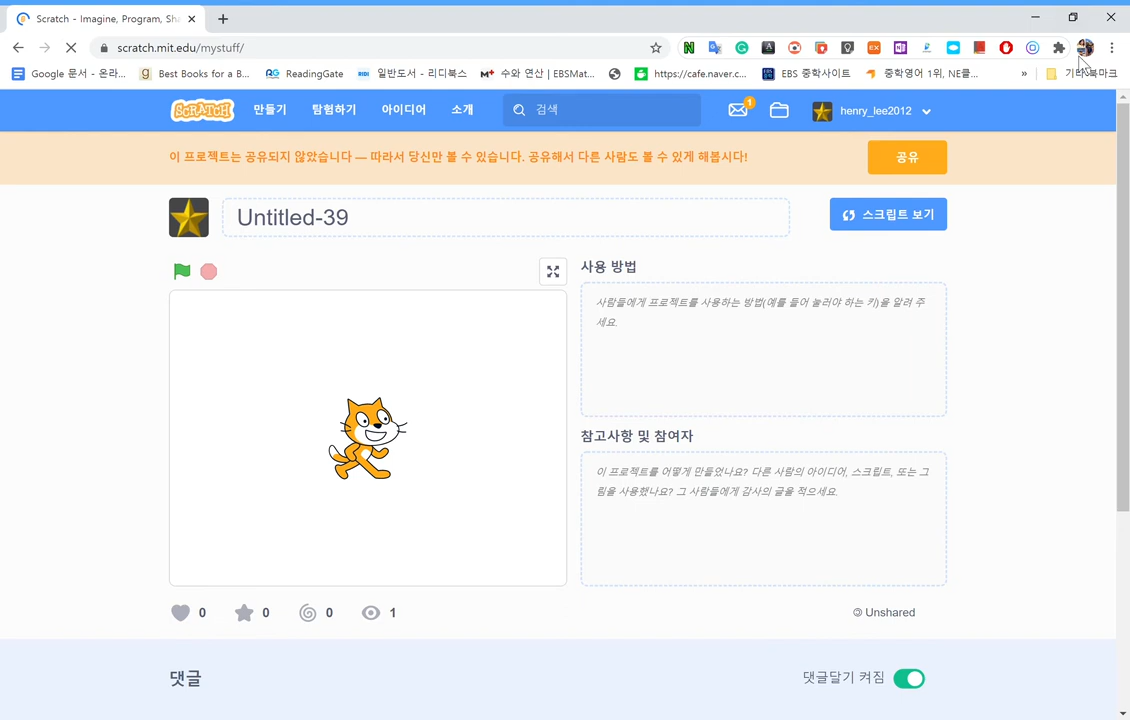 Scratch - Imagine, Program, Sha
scratch.mit.edu/mystuff/
Google 문서 - 온라... Best Books for a B... ReadingGate 일반도서 - 리디북스 수와 연산 | EBSMat... https://cafe.naver.c... EBS 중학사이트 중학영어 1위, NE클... »
SCRATCH 만들기 탐험하기 아이디어 소개 검색 1 henry_lee2012
이 프로젝트는 공유되지 않았습니다 — 따라서 당신만 볼 수 있습니다. 공유해서 다른 사람도 볼 수 있게 해봅시다!
공유
Untitled-39
스크립트 보기
사용 방법
사람들에게 프로젝트를 사용하는 방법(예를 들어 눌러야 하는 키)을 알려 주
세요.
참고사항 및 참여자
이 프로젝트를 어떻게 만들었나요? 다른 사람의 아이디어, 스크립트, 또는 그
림을 사용했나요? 그 사람들에게 감사의 글을 적으세요.
0 0 0 1
Unshared
댓글
댓글달기 켜짐